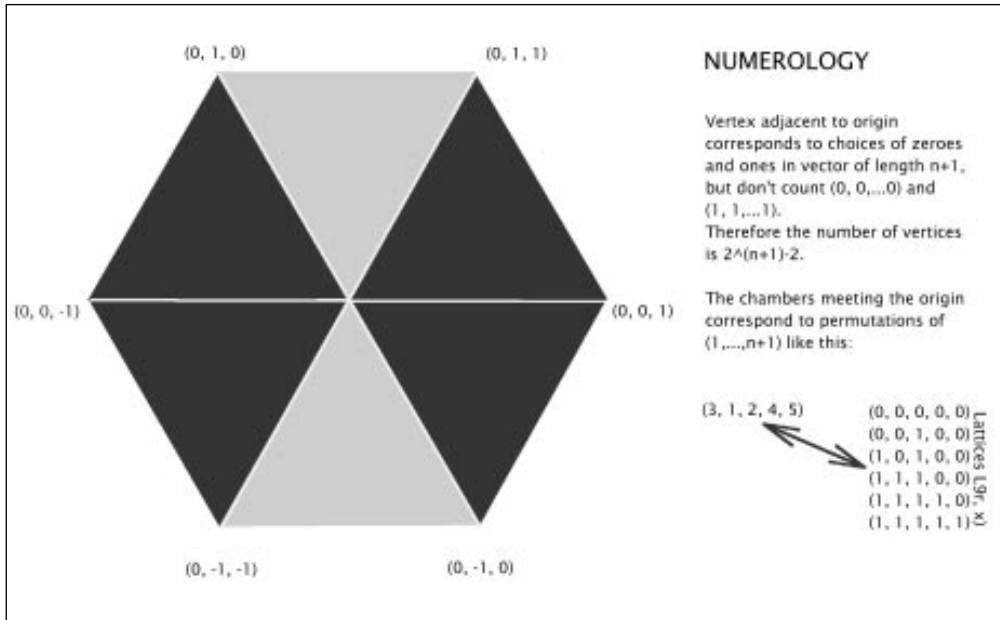 (0, 1, 0)
(0, 1, 1)
(0, 0, -1)
(0, 0, 1)
(0, -1, -1)
(0, -1, 0)
NUMEROLOGY
Vertex adjacent to origin
corresponds to choices of zeroes
and ones in vector of length n+1,
but don't count (0, 0,...0) and
(1, 1,...1).
Therefore the number of vertices
is 2^(n+1)-2.
The chambers meeting the origin
correspond to permutations of
(1,...,n+1) like this:
(3, 1, 2, 4, 5)
(0, 0, 0, 0, 0)
(0, 0, 1, 0, 0)
(1, 0, 1, 0, 0)
(1, 1, 1, 0, 0)
(1, 1, 1, 1, 0)
(1, 1, 1, 1, 1)
Lattices L9r, x)